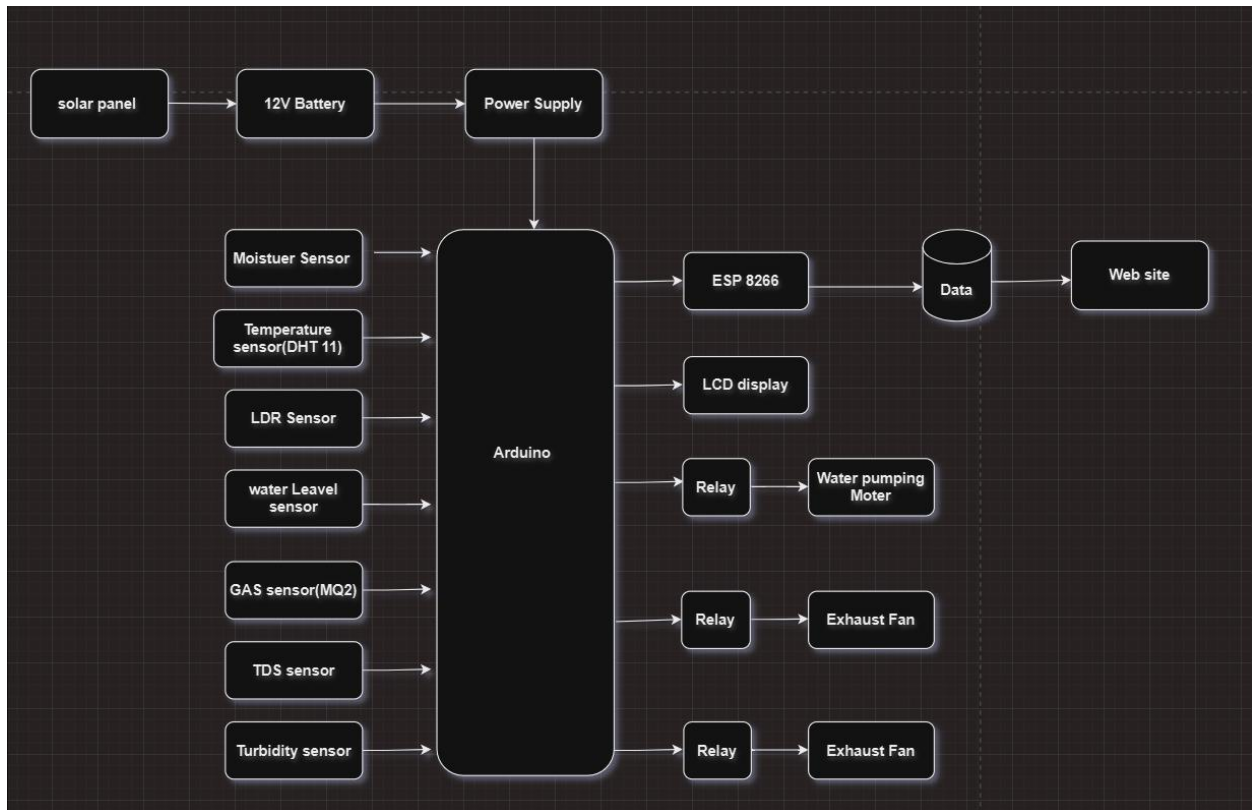 solar panel
12V Battery
Power Supply
Moistuer Sensor
Temperature
sensor(DHT 11)
LDR Sensor
water Leavel
sensor
GAS sensor(MQ2)
TDS sensor
Turbidity sensor
Arduino
ESP 8266
Data
Web site
LCD display
Relay
Water pumping
Moter
Relay
Exhaust Fan
Relay
Exhaust Fan